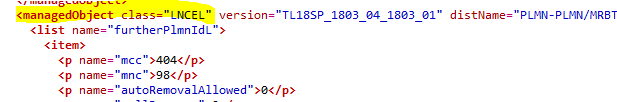 </managedObject>
<managedObject class="LNCEL" version="TL18SP_1803_04_1803_01" distName="PLMN-PLMN/MRBT
<list name="furtherPlmnIdL">
<item>
<p name="mcc">404</p>
<p name="mnc">98</p>
<p name="autoRemovalAllowed">0</p>